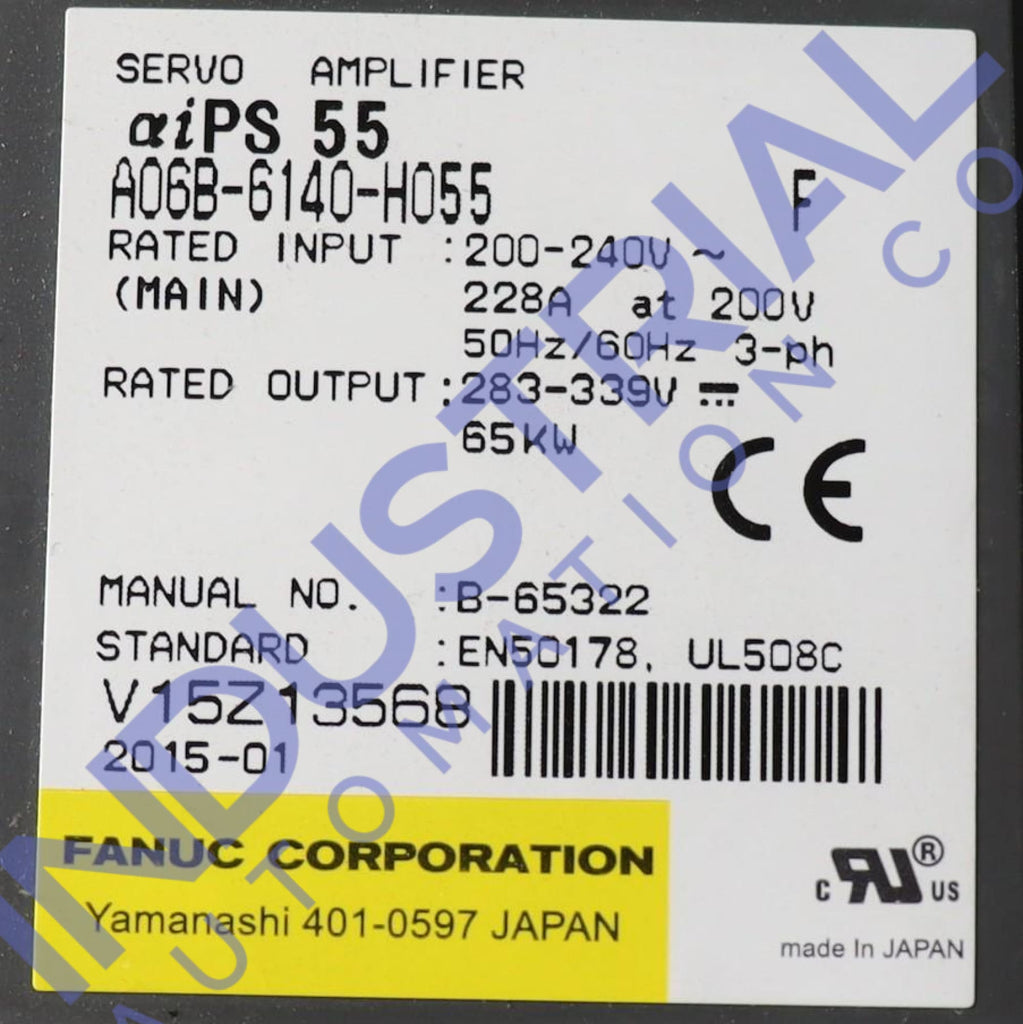 SERVO AMPLIFIER
αiPS 55
A06B-6140-H055 F
RATED INPUT :200-240V ~
(MAIN) 228A at 200V
50Hz/60Hz 3-ph
RATED OUTPUT:283-339V ⎓
65kW
CE
MANUAL NO. :B-65322
STANDARD :EN50178, UL508C
V15Z13568
2015-01
FANUC CORPORATION
Yamanashi 401-0597 JAPAN
C RU ® US
made In JAPAN
INDUSTRIAL
AUTOMATION CO